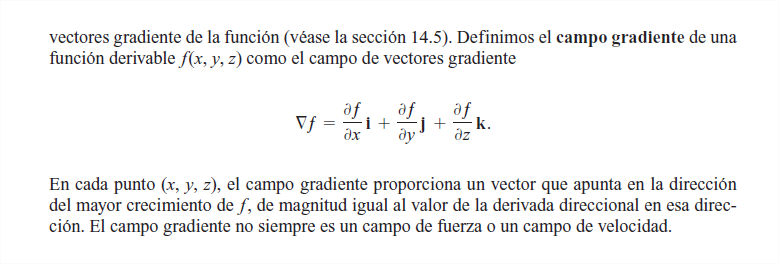 vectores gradiente de la función (véase la sección 14.5). Definimos el campo gradiente de una
función derivable f(x, y, z) como el campo de vectores gradiente
∇f = ∂f/∂x i + ∂f/∂y j + ∂f/∂z k.
En cada punto (x, y, z), el campo gradiente proporciona un vector que apunta en la dirección
del mayor crecimiento de f, de magnitud igual al valor de la derivada direccional en esa direc-
ción. El campo gradiente no siempre es un campo de fuerza o un campo de velocidad.